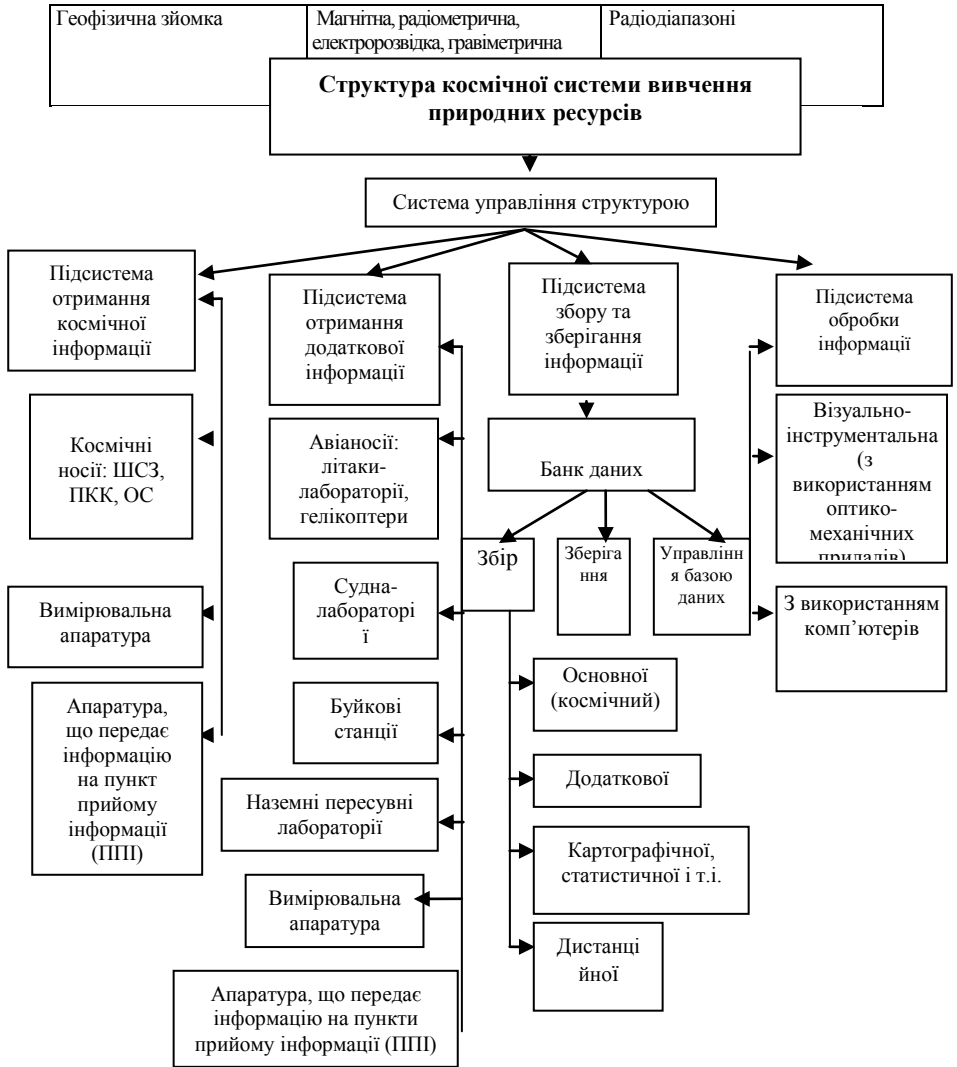 Геофізична зйомка
Магнітна, радіометрична,
електророзвідка, гравіметрична
Радіодіапазоні
Структура космічної системи вивчення
природних ресурсів
Система управління структурою
Підсистема
отримання
космічної
інформації
Підсистема
отримання
додаткової
інформації
Підсистема
збору та
зберігання
інформації
Підсистема
обробки
інформації
Космічні
носії: ШСЗ,
ПКК, ОС
Вимірювальна
апаратура
Апаратура,
що передає
інформацію
на пункт
прийому
інформації
(ППІ)
Авіаносії:
літаки-
лабораторії,
гелікоптери
Судна-
лабораторі
ї
Буйкові
станції
Наземні пересувні
лабораторії
Вимірювальна
апаратура
Апаратура, що передає
інформацію на пункти
прийому інформації (ППІ)
Банк даних
Збір
Зберіга
ння
Управлінн
я базою
даних
Основної
(космічний)
Додаткової
Картографічної,
статистичної і т.і.
Дистанці
йної
Візуально-
інструментальна
(з
використанням
оптико-
механічних
приладів)
З використанням
комп’ютерів